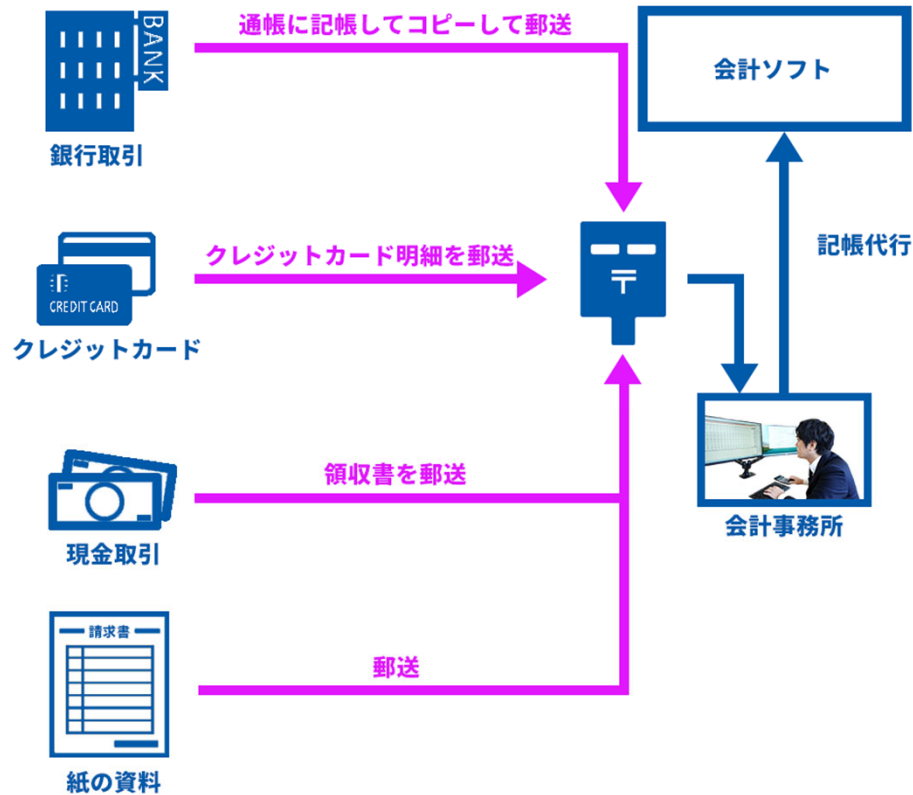 BANK
通帳に記帳してコピーして郵送
銀行取引
会計ソフト
クレジットカード明細を郵送
CREDIT CARD
クレジットカード
〒
記帳代行
領収書を郵送
現金取引
会計事務所
請求書
郵送
紙の資料